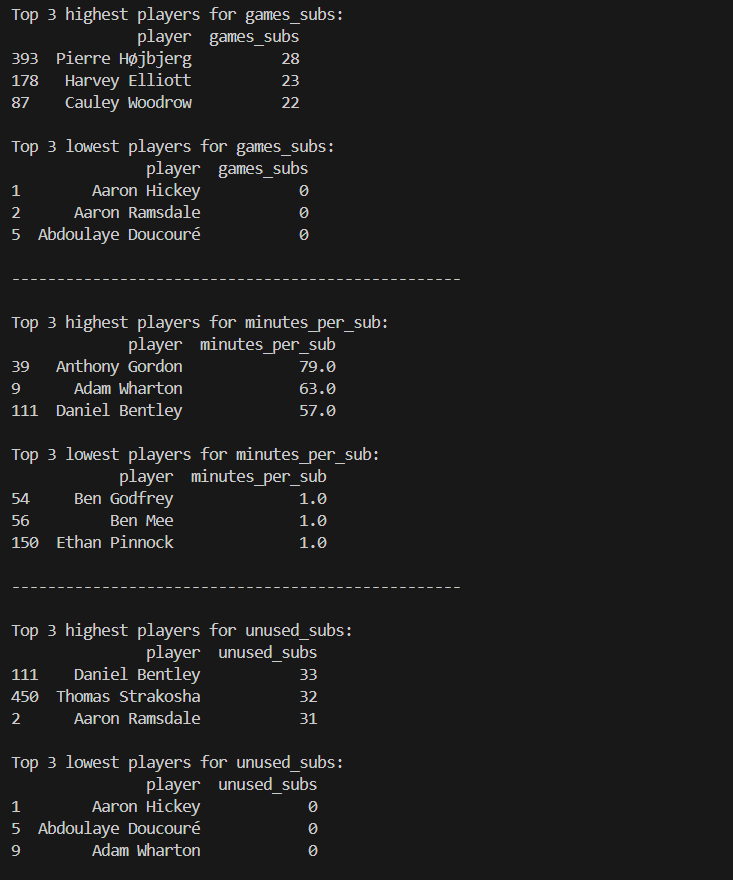 Top 3 highest players for games_subs:
player games_subs
393 Pierre Højbjerg 28
178 Harvey Elliott 23
87 Cauley Woodrow 22
Top 3 lowest players for games_subs:
player games_subs
1 Aaron Hickey 0
2 Aaron Ramsdale 0
5 Abdoulaye Doucouré 0
--------------------------------------------------
Top 3 highest players for minutes_per_sub:
player minutes_per_sub
39 Anthony Gordon 79.0
9 Adam Wharton 63.0
111 Daniel Bentley 57.0
Top 3 lowest players for minutes_per_sub:
player minutes_per_sub
54 Ben Godfrey 1.0
56 Ben Mee 1.0
150 Ethan Pinnock 1.0
--------------------------------------------------
Top 3 highest players for unused_subs:
player unused_subs
111 Daniel Bentley 33
450 Thomas Strakosha 32
2 Aaron Ramsdale 31
Top 3 lowest players for unused_subs:
player unused_subs
1 Aaron Hickey 0
5 Abdoulaye Doucouré 0
9 Adam Wharton 0